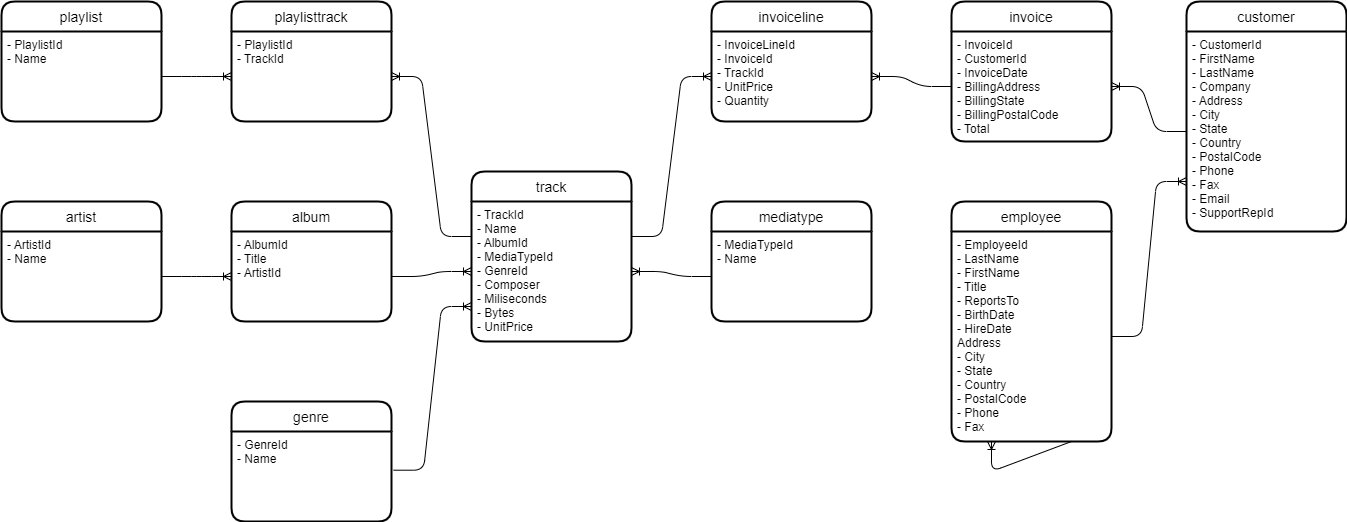 playlist
- PlaylistId
- Name
playlisttrack
- PlaylistId
- TrackId
invoiceline
- InvoiceLineId
- InvoiceId
- TrackId
- UnitPrice
- Quantity
invoice
- InvoiceId
- CustomerId
- InvoiceDate
- BillingAddress
- BillingState
- BillingPostalCode
- Total
customer
- CustomerId
- FirstName
- LastName
- Company
- Address
- City
- State
- Country
- PostalCode
- Phone
- Fax
- Email
- SupportRepId
artist
- ArtistId
- Name
album
- AlbumId
- Title
- ArtistId
track
- TrackId
- Name
- AlbumId
- MediaTypeId
- GenreId
- Composer
- Miliseconds
- Bytes
- UnitPrice
mediatype
- MediaTypeId
- Name
employee
- EmployeeId
- LastName
- FirstName
- Title
- ReportsTo
- BirthDate
- HireDate
Address
- City
- State
- Country
- PostalCode
- Phone
- Fax
genre
- GenreId
- Name